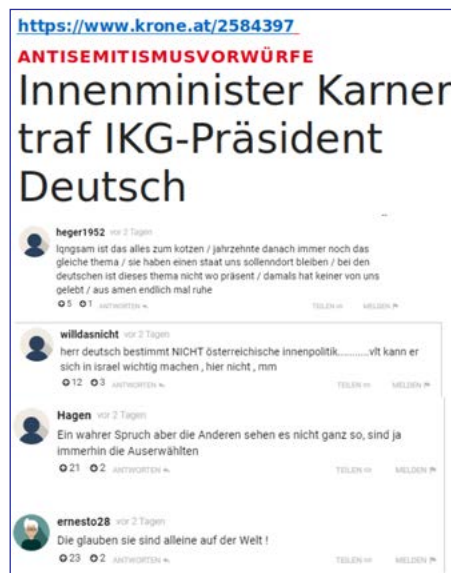 https://www.krone.at/2584397
ANTISEMITISMUSVORWÜRFE
Innenminister Karner
traf IKG-Präsident
Deutsch
heger1952 vor 2 Tagen
lqngsam ist das alles zum kotzen / jahrzehnte danach immer noch das
gleiche thema / sie haben einen staat uns sollenndort bleiben / bei den
deutschen ist dieses thema nicht wo präsent / damals hat keiner von uns
gelebt / aus amen endlich mal ruhe
5 1 ANTWORTEN TEILEN MELDEN
willdasnicht vor 2 Tagen
herr deutsch bestimmt NICHT österreichische innenpolitik..........vlt kann er
sich in israel wichtig machen , hier nicht , mm
12 3 ANTWORTEN TEILEN MELDEN
Hagen vor 2 Tagen
Ein wahrer Spruch aber die Anderen sehen es nicht ganz so, sind ja
immerhin die Auserwählten
21 2 ANTWORTEN TEILEN MELDEN
ernesto28 vor 2 Tagen
Die glauben sie sind alleine auf der Welt !
23 2 ANTWORTEN TEILEN MELDEN